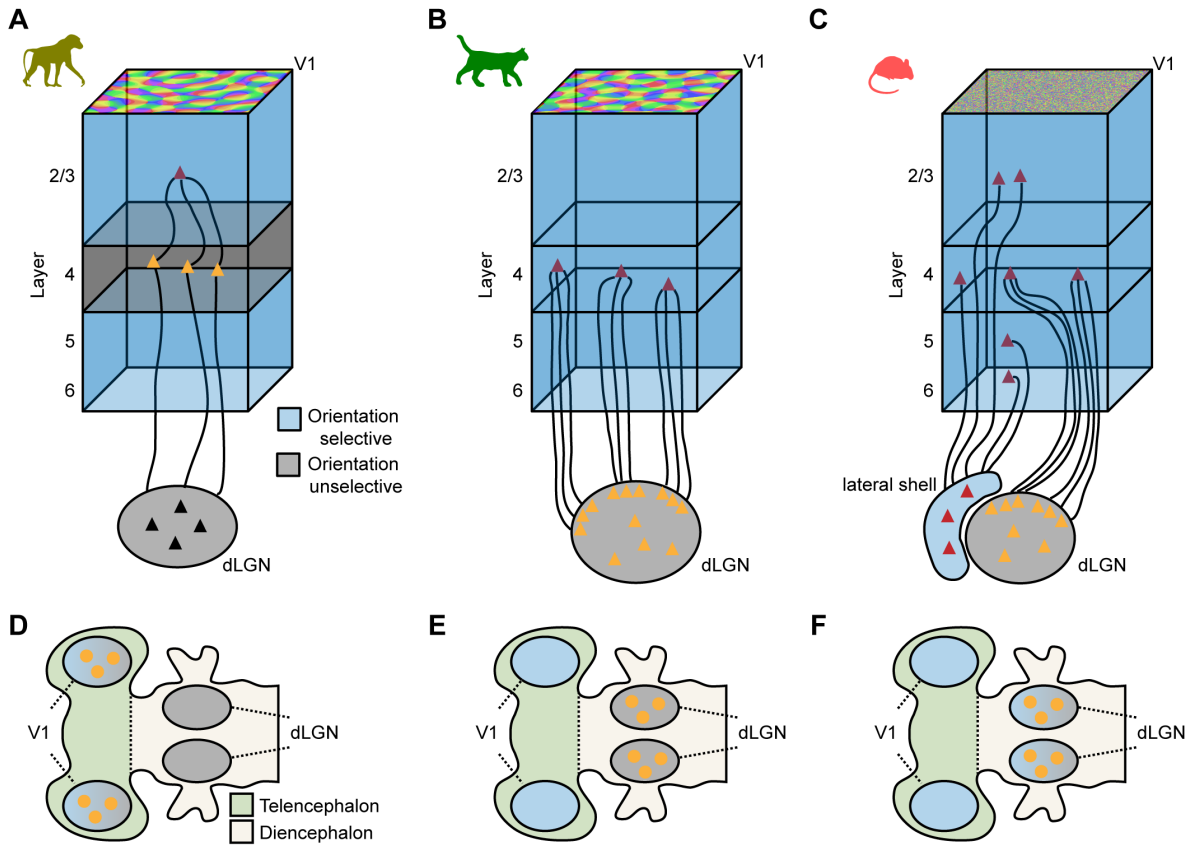 A
V1
2/3
4
5
6
Layer
Orientation
selective
Orientation
unselective
dLGN
B
V1
2/3
4
5
6
Layer
dLGN
C
V1
2/3
4
5
6
Layer
lateral shell
dLGN
D
V1
dLGN
Telencephalon
Diencephalon
E
V1
dLGN
F
V1
dLGN